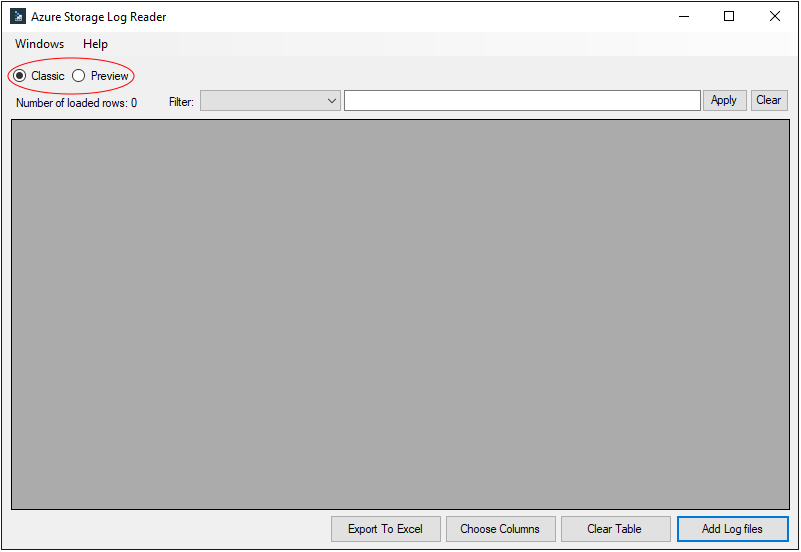 Azure Storage Log Reader
Windows Help
Classic Preview
Number of loaded rows: 0 Filter: Apply Clear
Export To Excel Choose Columns Clear Table Add Log files